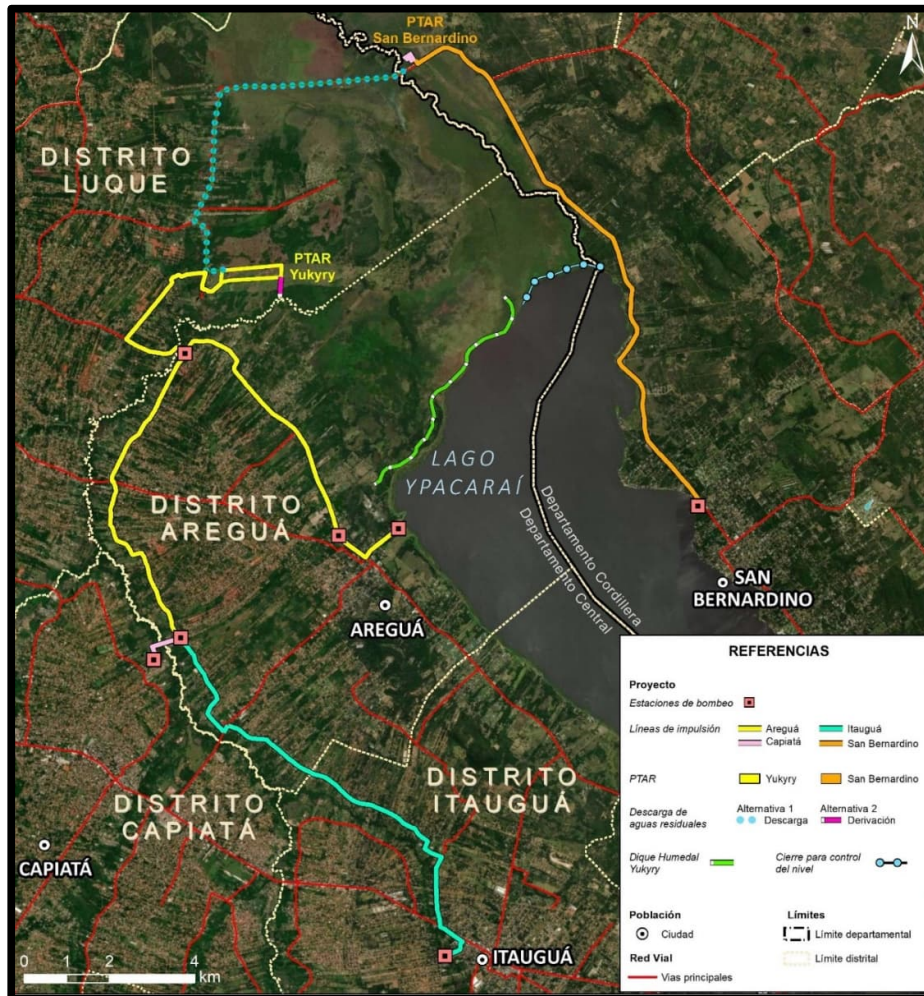 PTAR
San Bernardino
N
DISTRITO
LUQUE
PTAR
Yukyry
LAGO
YPACARAÍ
DISTRITO
AREGUÁ
Departamento Cordillera
Departamento Central
SAN
BERNARDINO
AREGUÁ
DISTRITO
ITAUGUÁ
DISTRITO
CAPIATÁ
CAPIATÁ
ITAUGUÁ
0 2 4
km
REFERENCIAS
Proyecto
Estaciones de bombeo
Líneas de impulsión Areguá Itauguá
Capiatá San Bernardino
PTAR Yukyry San Bernardino
Descarga de Alternativa 1 Alternativa 2
aguas residuales Descarga Derivación
Dique Humedal Cierre para control
Yukyry del nivel
Población Límites
Ciudad Límite departamental
Red Vial Límite distrital
Vias principales